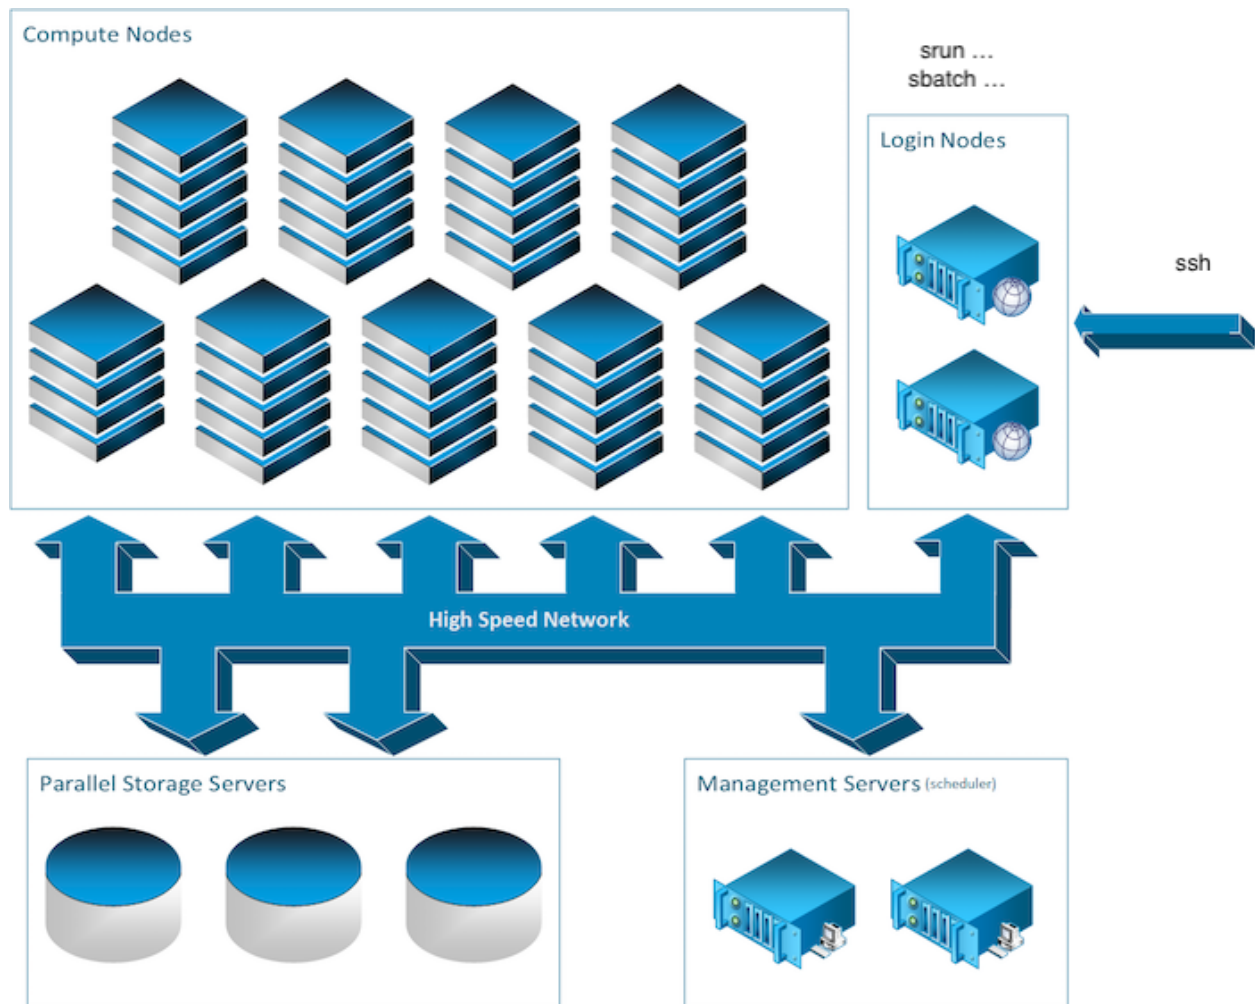 Compute Nodes
srun ...
sbatch ...
Login Nodes
ssh
High Speed Network
Parallel Storage Servers
Management Servers (scheduler)